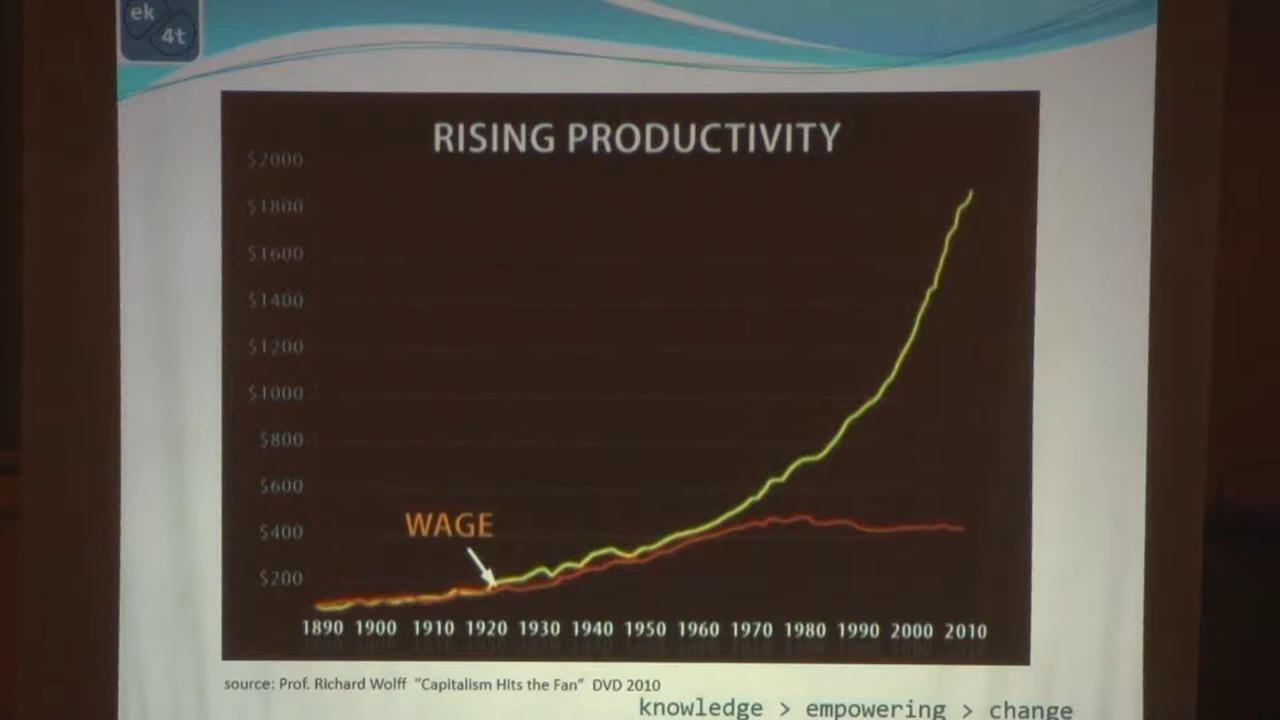 ek
4t
RISING PRODUCTIVITY
$2000
$1800
$1600
$1400
$1200
$1000
$800
$600
$400
$200
WAGE
1890 1900 1910 1920 1930 1940 1950 1960 1970 1980 1990 2000 2010
source: Prof. Richard Wolff "Capitalism Hits the Fan" DVD 2010
knowledge > empowering > change